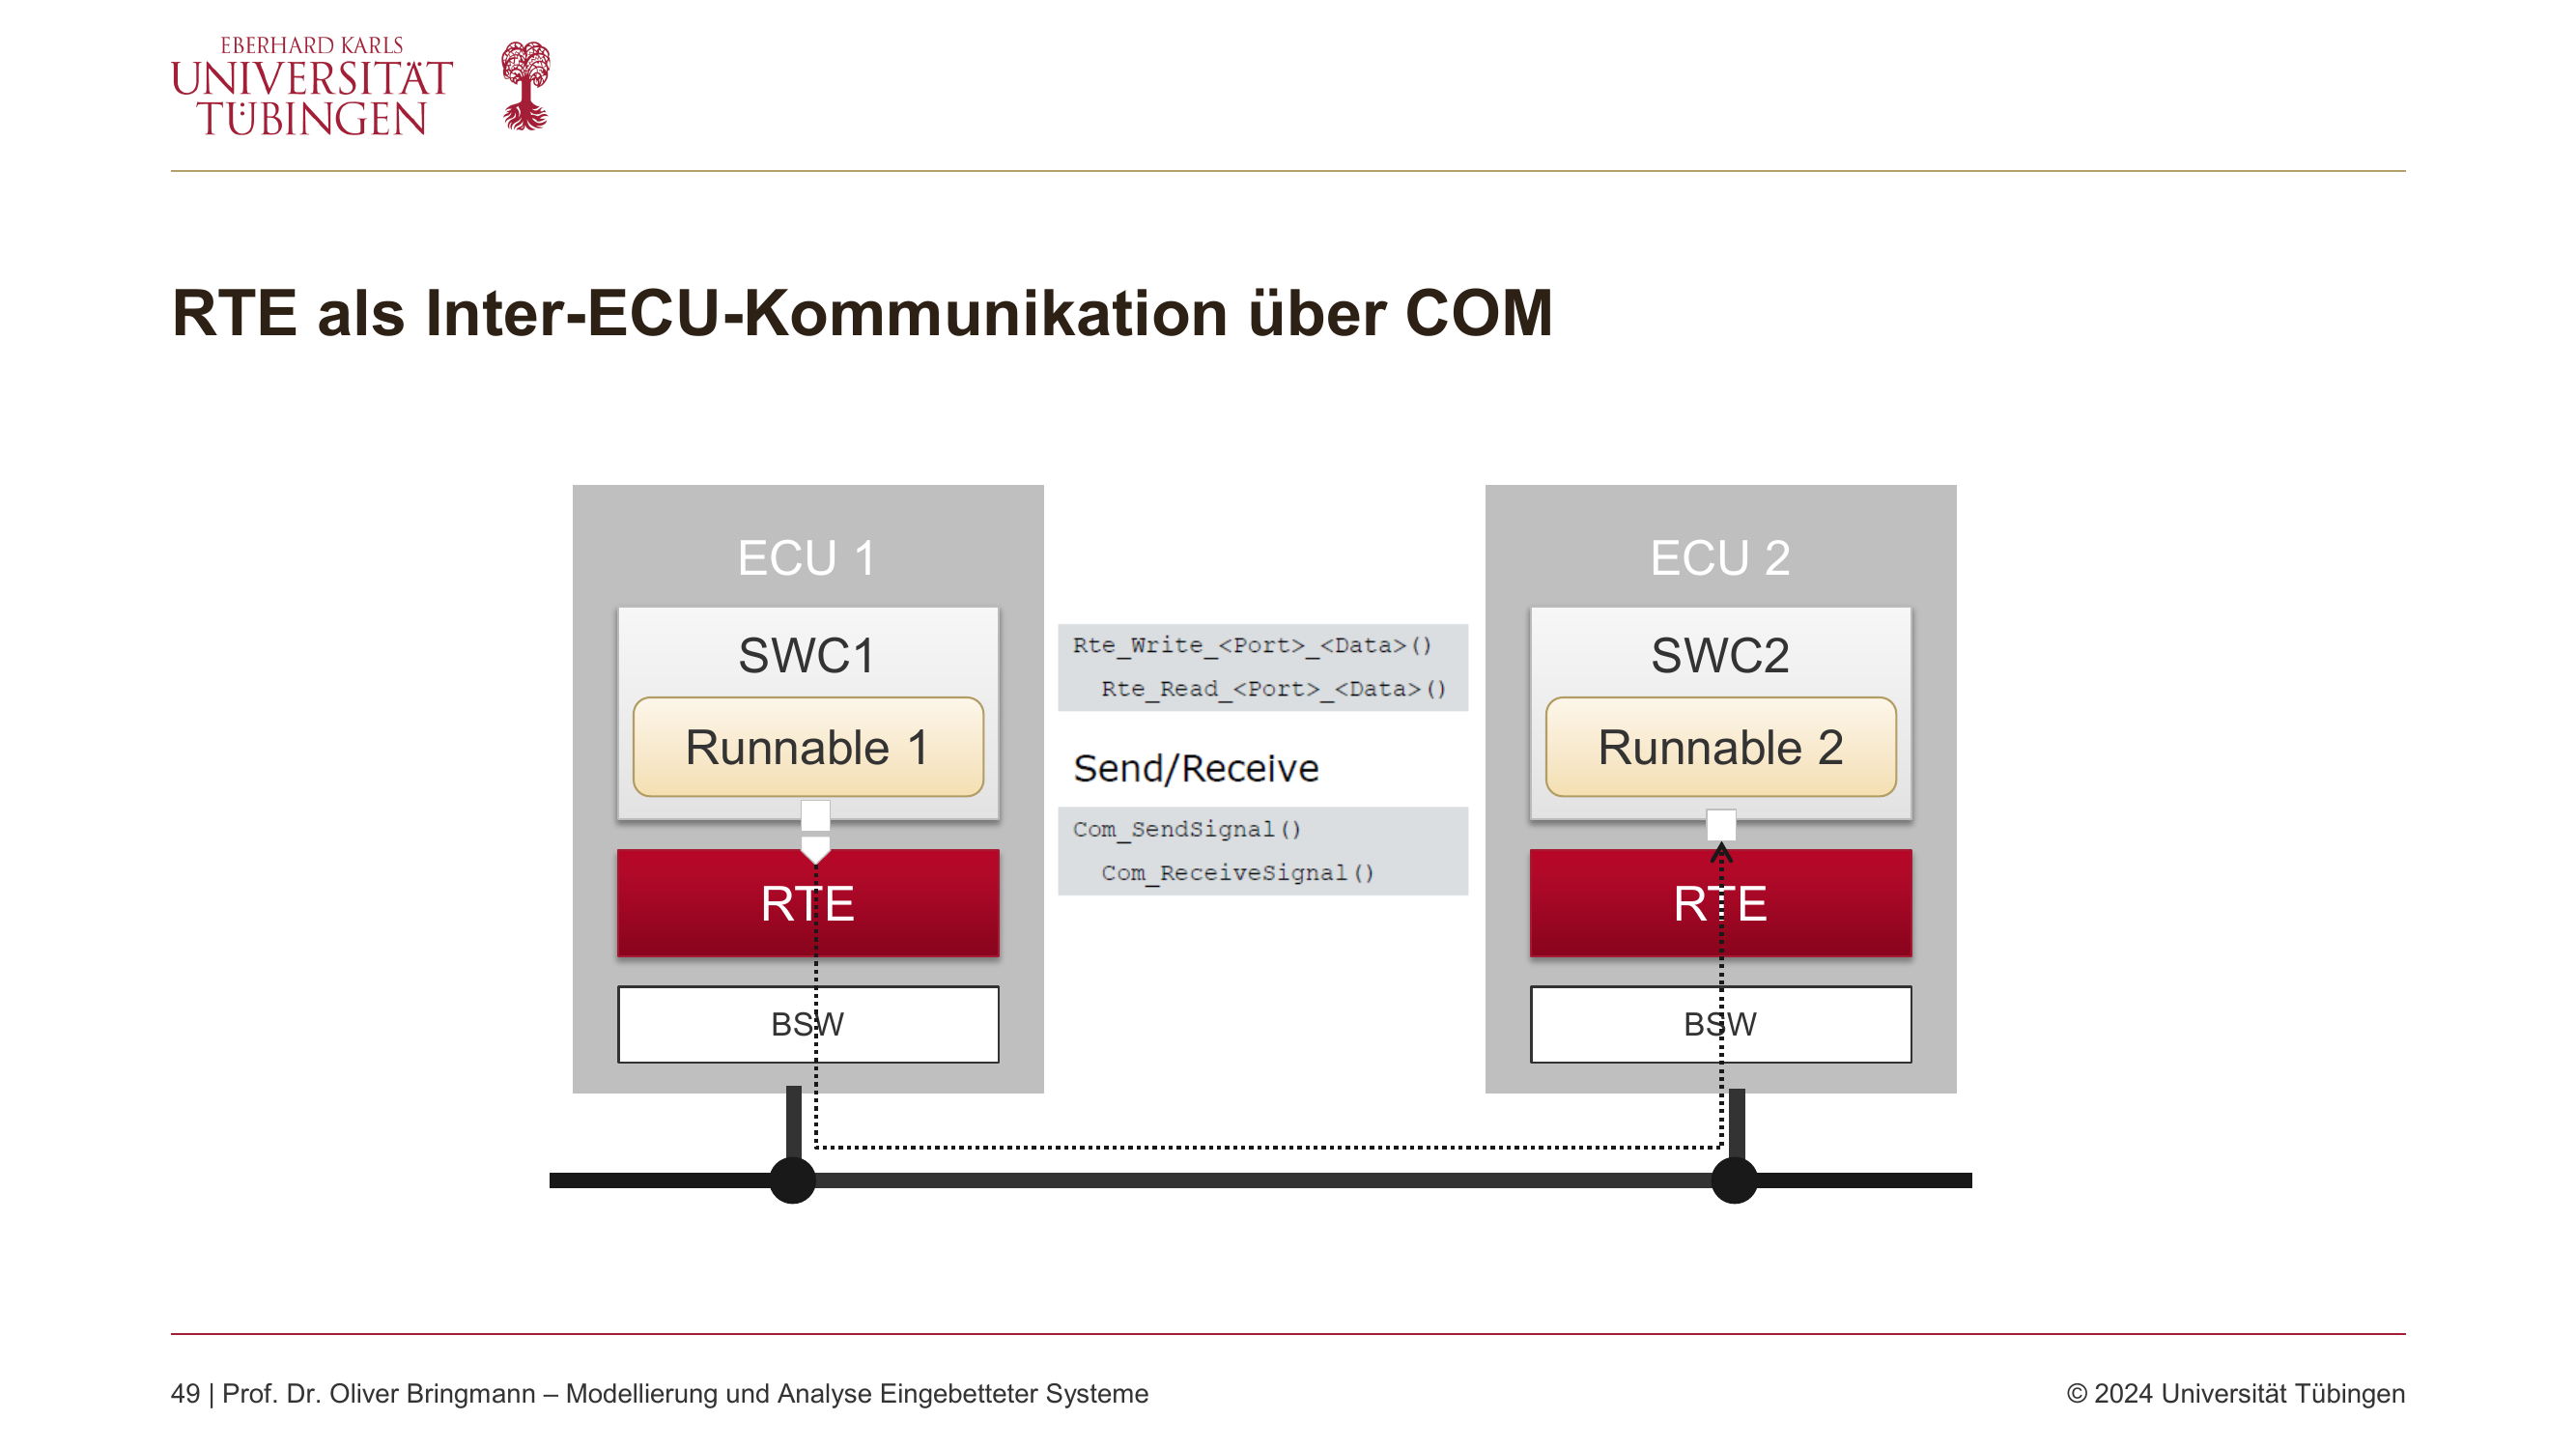 EBERHARD KARLS
UNIVERSITÄT
TÜBINGEN
RTE als Inter-ECU-Kommunikation über COM
ECU 1
SWC1
Runnable 1
RTE
BSW
Rte_Write_<Port>_<Data>()
Rte_Read_<Port>_<Data>()
Send/Receive
Com_SendSignal()
Com_ReceiveSignal()
ECU 2
SWC2
Runnable 2
RTE
BSW
49 | Prof. Dr. Oliver Bringmann – Modellierung und Analyse Eingebetteter Systeme
© 2024 Universität Tübingen